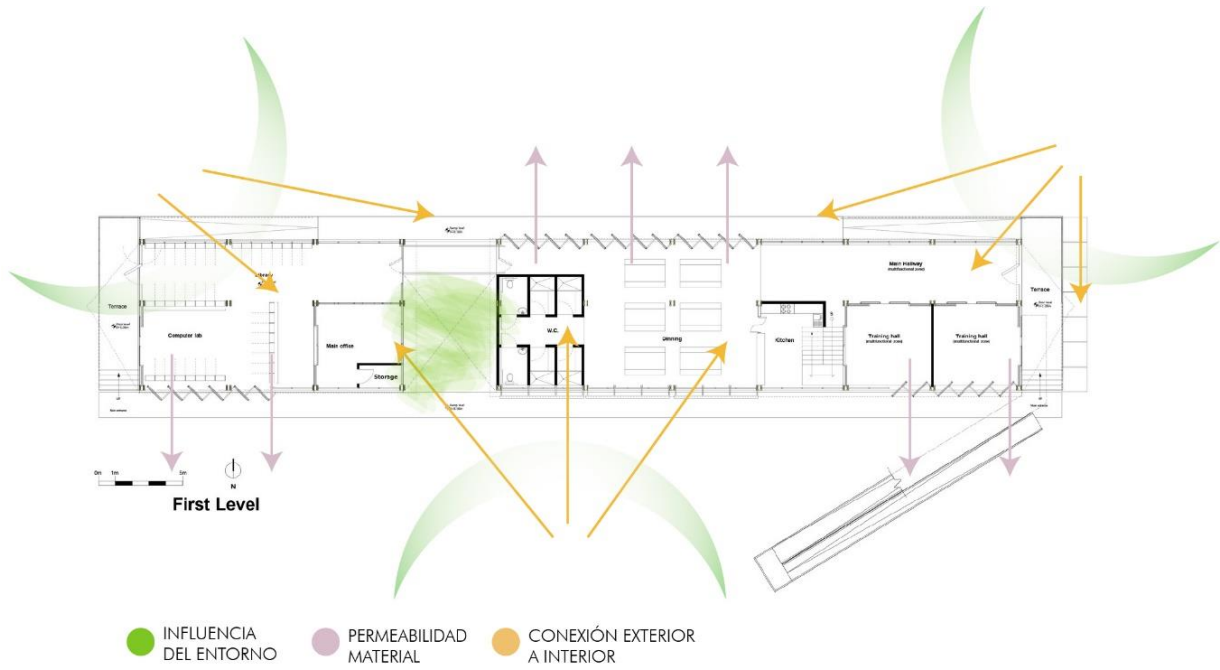 Main Hallway
(multifunctional zone)
Library
Terrace
Terrace
Computer lab
Main office
W.C.
Dinning
Kitchen
Training hall
(multifunctional zone)
Training hall
(multifunctional zone)
Storage
0m 1m 5m
N
First Level
INFLUENCIA
DEL ENTORNO
PERMEABILIDAD
MATERIAL
CONEXIÓN EXTERIOR
A INTERIOR